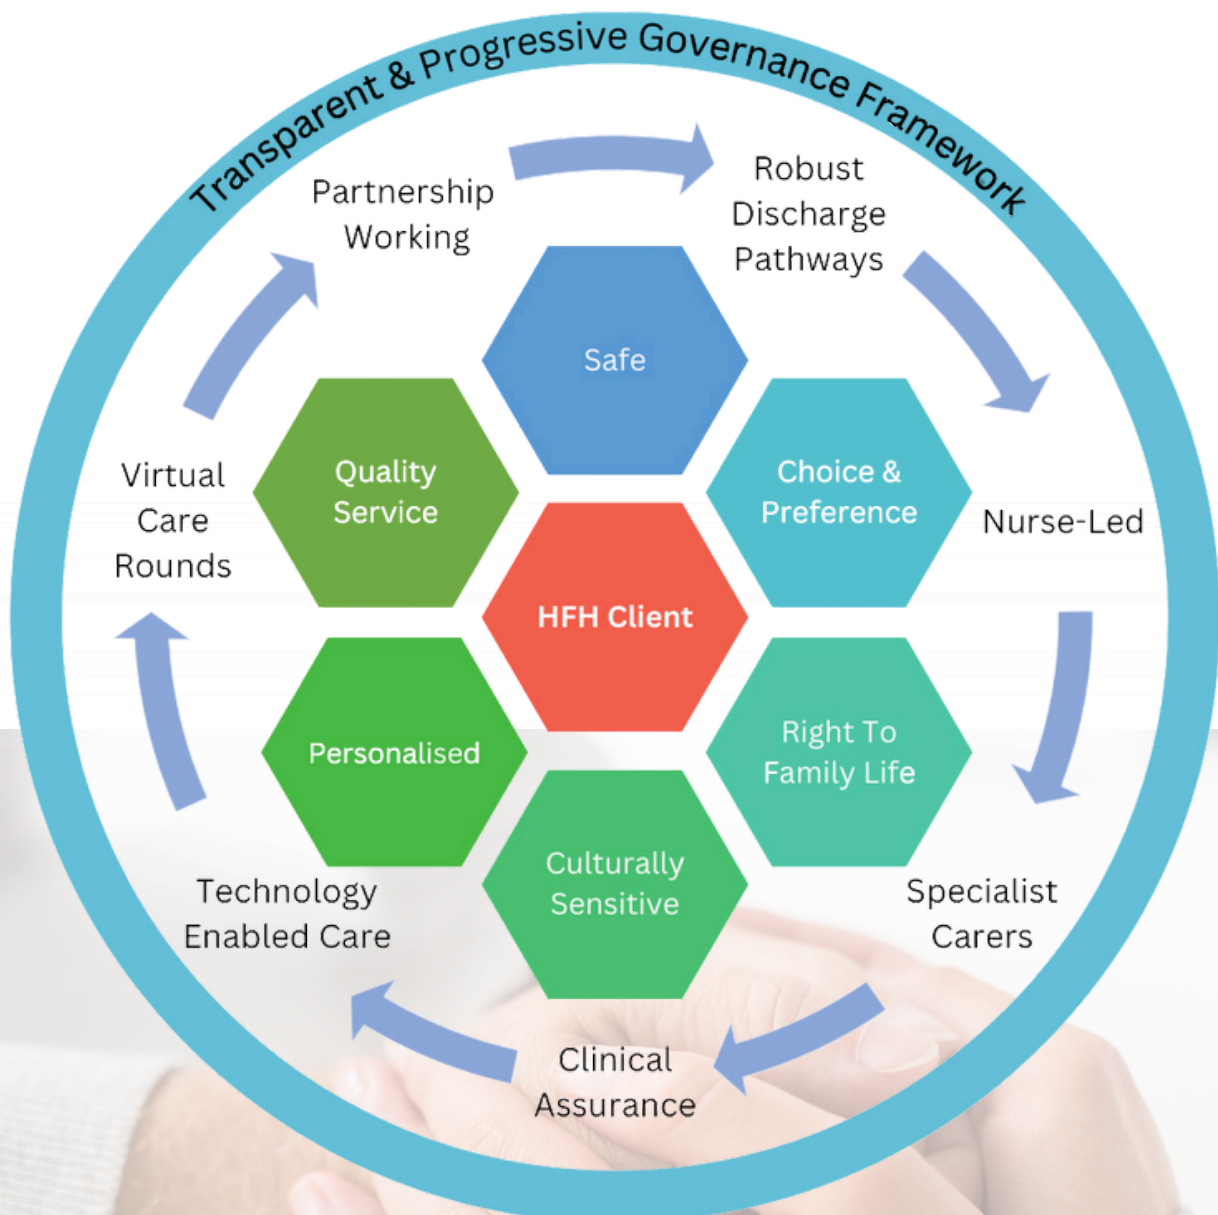 Transparent & Progressive Governance Framework
Partnership
Working
Robust
Discharge
Pathways
Safe
Quality
Service
Choice &
Preference
Virtual
Care
Rounds
Nurse-Led
HFH Client
Personalised
Right To
Family Life
Culturally
Sensitive
Technology
Enabled Care
Specialist
Carers
Clinical
Assurance